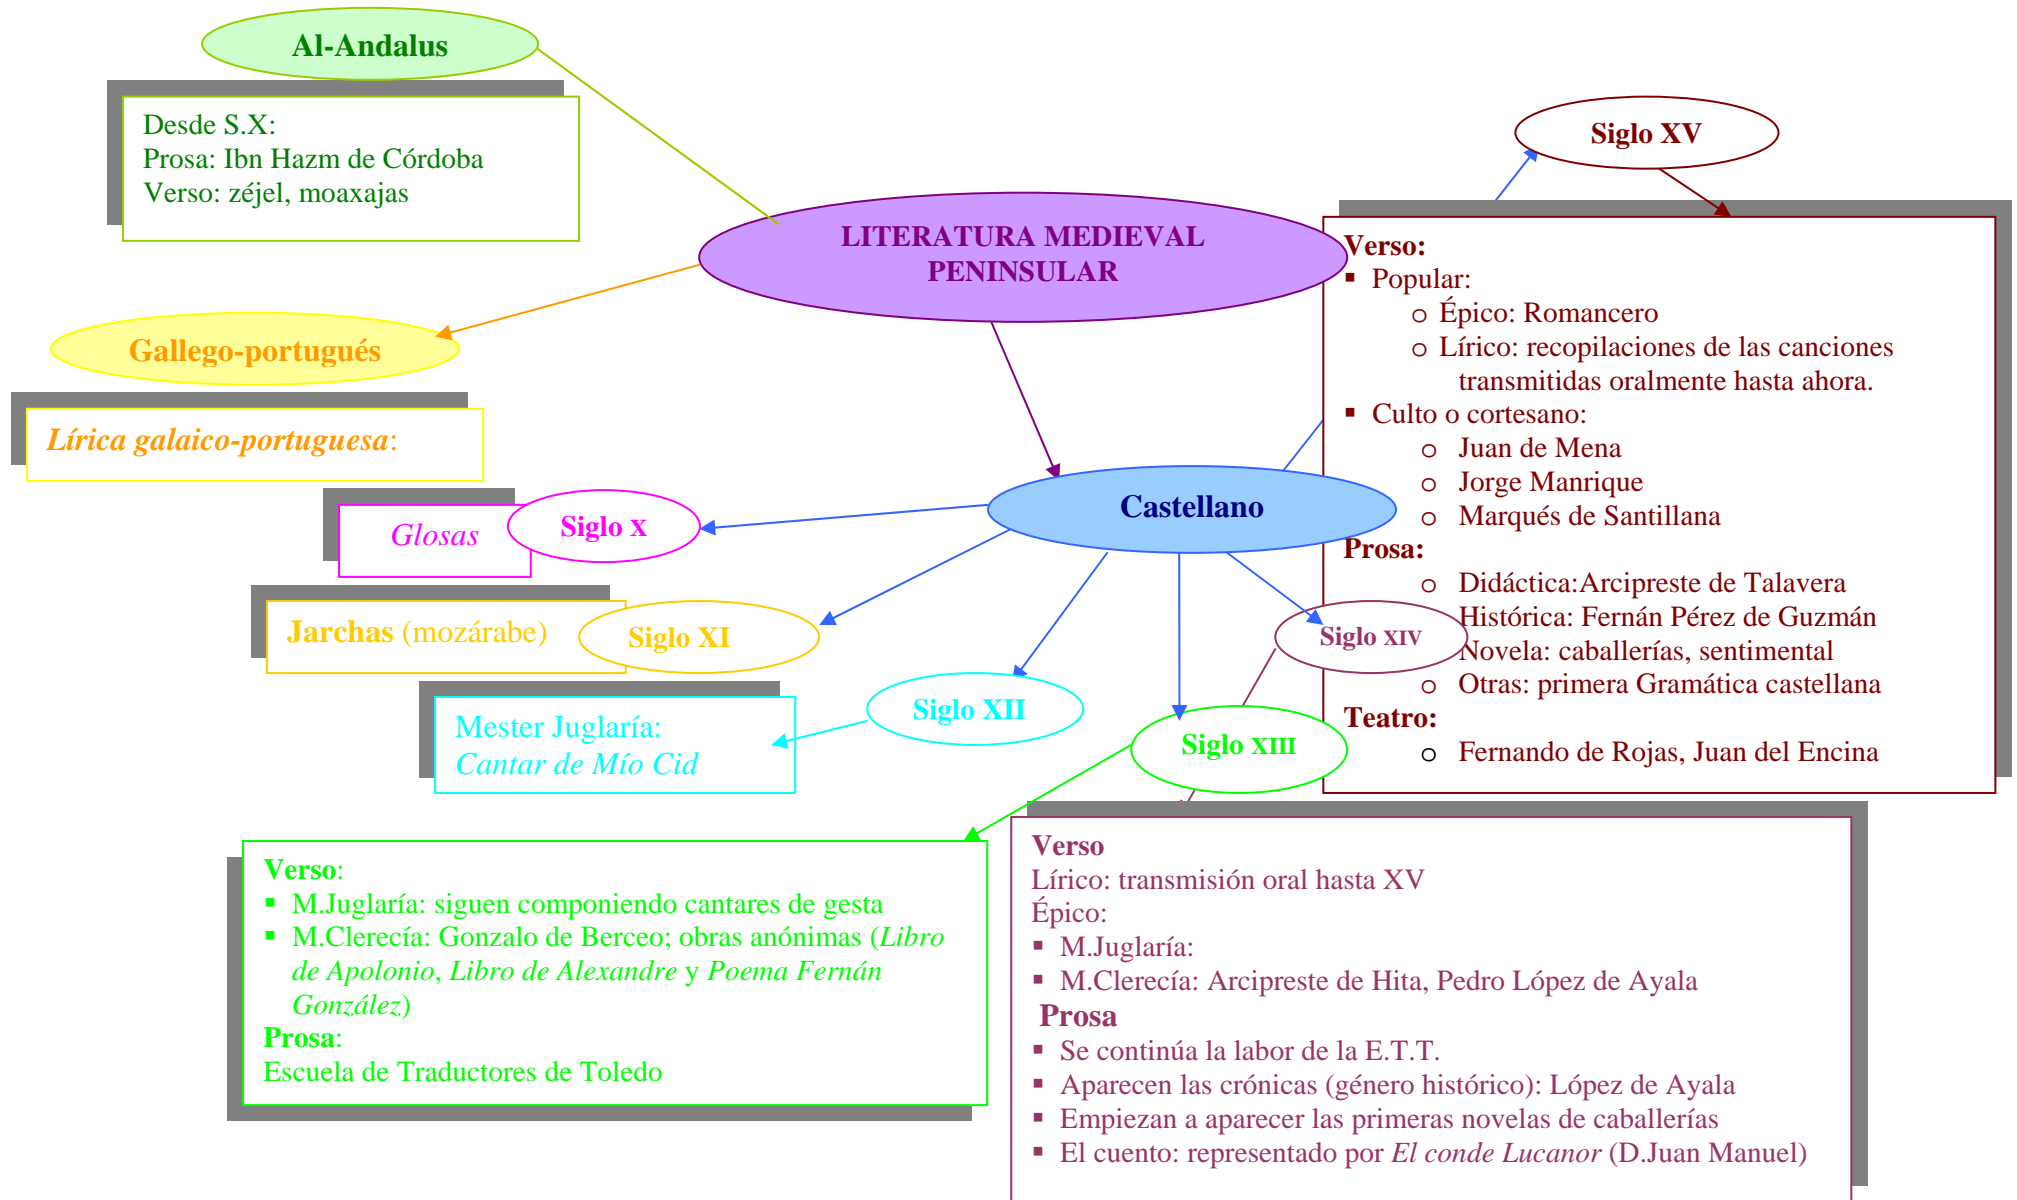 Al-Andalus
Desde S.X:
Prosa: Ibn Hazm de Córdoba
Verso: zéjel, moaxajas
LITERATURA MEDIEVAL
PENINSULAR
Gallego-portugués
Lírica galaico-portuguesa:
Castellano
Glosas
Siglo X
Jarchas (mozárabe)
Siglo XI
Siglo XII
Mester Juglaría:
Cantar de Mío Cid
Siglo XIII
Verso:
▪ M.Juglaría: siguen componiendo cantares de gesta
▪ M.Clerecía: Gonzalo de Berceo; obras anónimas (Libro
de Apolonio, Libro de Alexandre y Poema Fernán
González)
Prosa:
Escuela de Traductores de Toledo
Siglo XIV
Verso
Lírico: transmisión oral hasta XV
Épico:
▪ M.Juglaría:
▪ M.Clerecía: Arcipreste de Hita, Pedro López de Ayala
Prosa
▪ Se continúa la labor de la E.T.T.
▪ Aparecen las crónicas (género histórico): López de Ayala
▪ Empiezan a aparecer las primeras novelas de caballerías
▪ El cuento: representado por El conde Lucanor (D.Juan Manuel)
Siglo XV
Verso:
▪ Popular:
o Épico: Romancero
o Lírico: recopilaciones de las canciones
transmitidas oralmente hasta ahora.
▪ Culto o cortesano:
o Juan de Mena
o Jorge Manrique
o Marqués de Santillana
Prosa:
o Didáctica:Arcipreste de Talavera
Histórica: Fernán Pérez de Guzmán
Novela: caballerías, sentimental
o Otras: primera Gramática castellana
Teatro:
o Fernando de Rojas, Juan del Encina